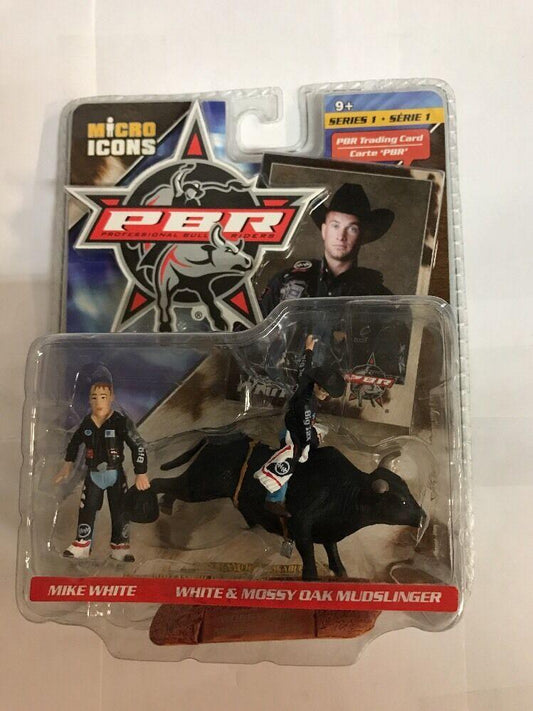 MICRO
ICONS
9+
SERIES 1 • SÉRIE 1
PBR Trading Card
Carte "PBR"
PBR
PROFESSIONAL BULL RIDERS
®
PBR
MIKE WHITE
WHITE & MOSSY OAK MUDSLINGER